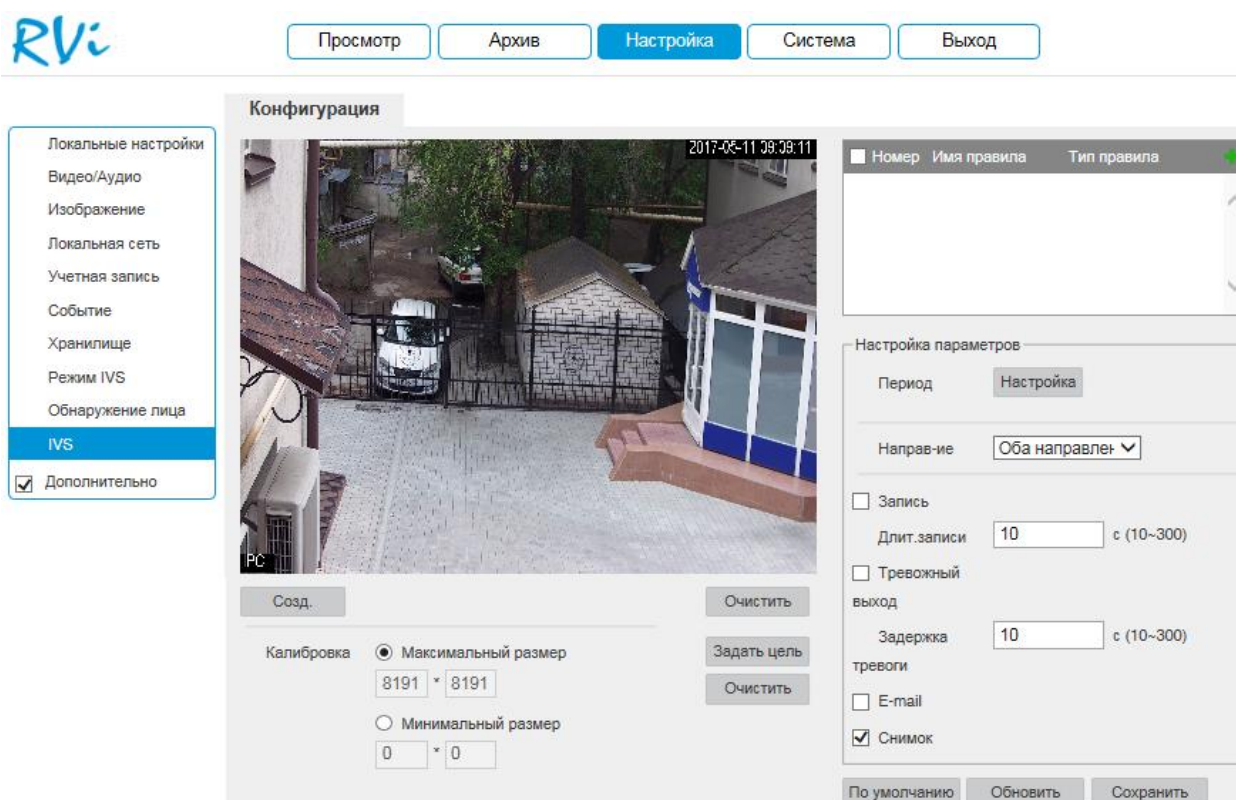 RVi
Просмотр Архив Настройка Система Выход
Конфигурация
Локальные настройки
Видео/Аудио
Изображение
Локальная сеть
Учетная запись
Событие
Хранилище
Режим IVS
Обнаружение лица
IVS
Дополнительно
2017-05-11 09:09:11
IPC
Созд.
Очистить
Калибровка
Максимальный размер
8191 * 8191
Минимальный размер
0 * 0
Задать цель
Очистить
Номер Имя правила Тип правила
Настройка параметров
Период Настройка
Направ-ие Оба направлен
Запись
Длит.записи 10 с (10~300)
Тревожный
выход
Задержка 10 с (10~300)
тревоги
E-mail
Снимок
По умолчанию Обновить Сохранить